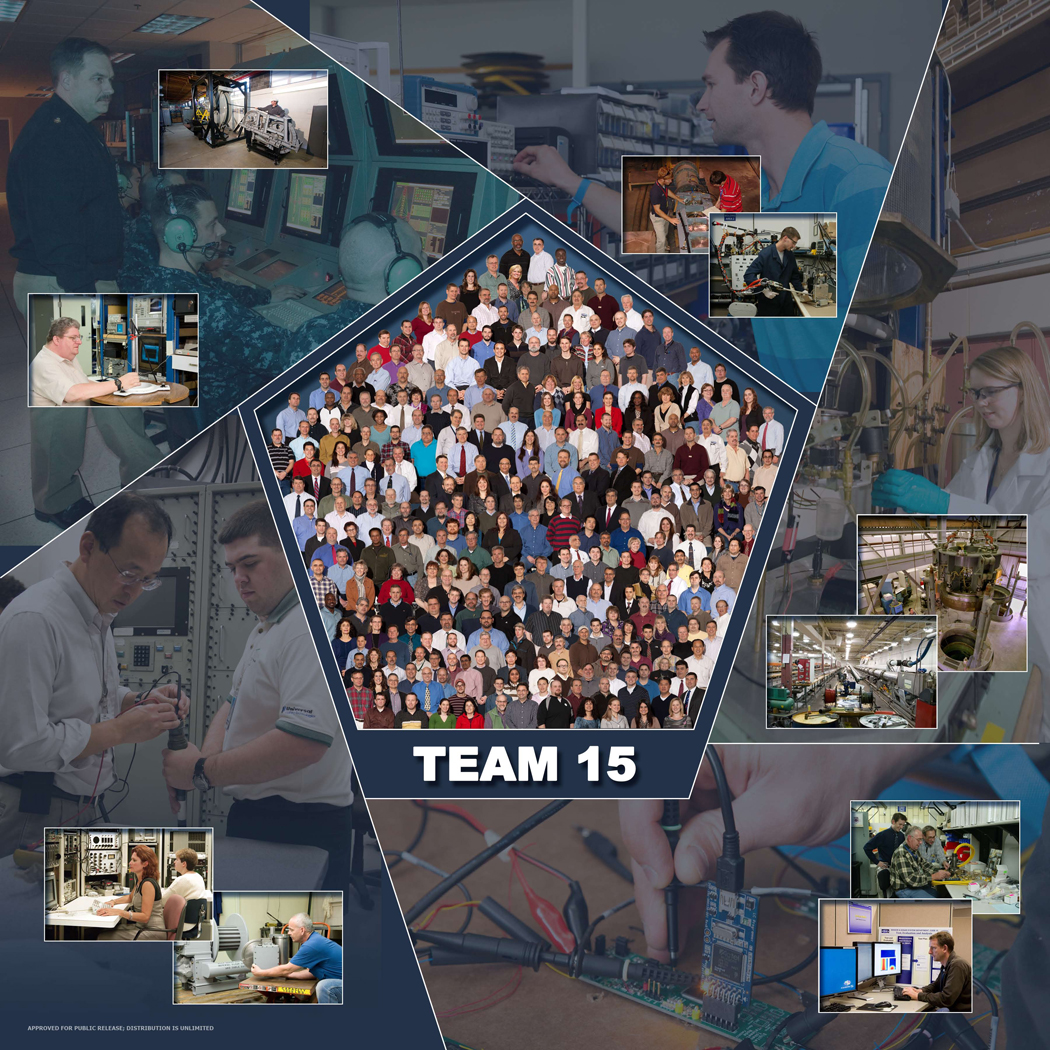 TEAM 15
APPROVED FOR PUBLIC RELEASE; DISTRIBUTION IS UNLIMITED